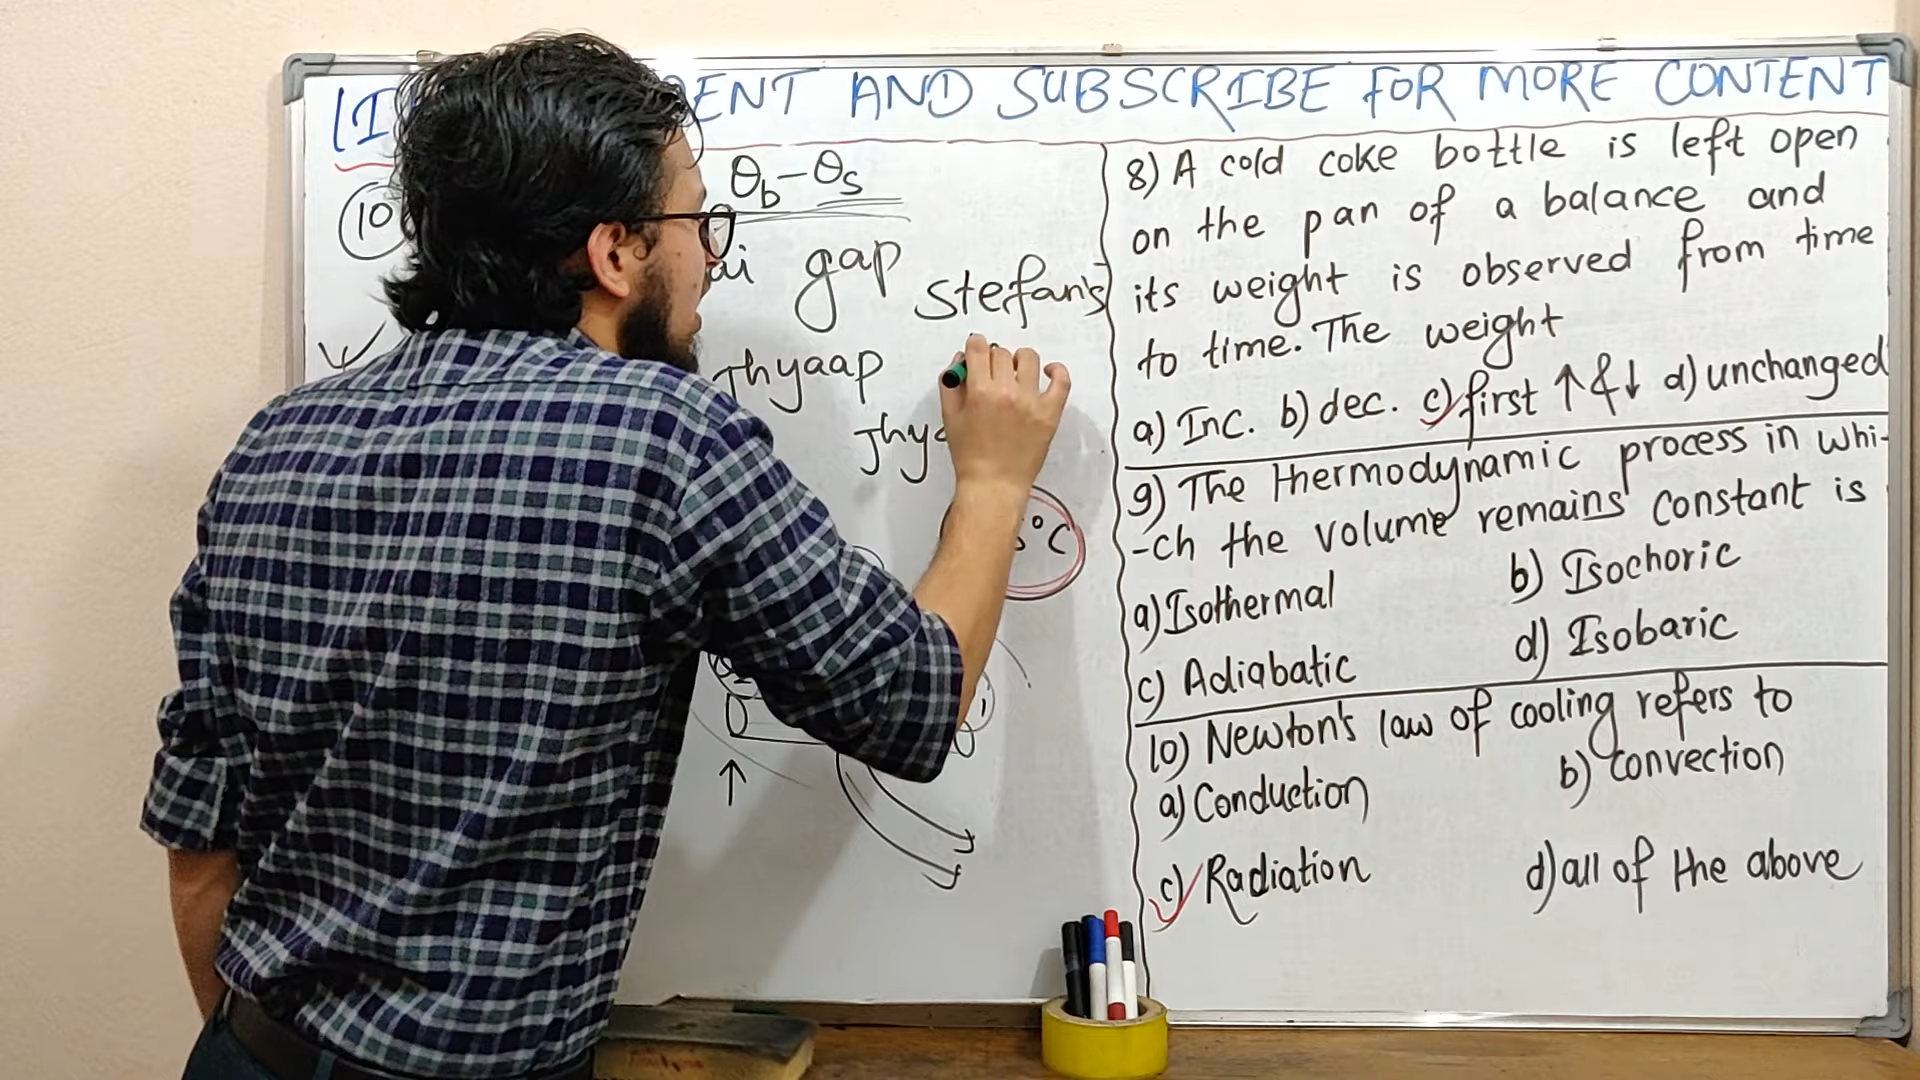 ENT AND SUBSCRIBE FOR MORE CONTENT
10
θb-θs
gap
Stefan's
Jhyaap
°C
8) A cold coke bottle is left open
on the pan of a balance and
its weight is observed from time
to time. The weight
a) Inc. b) dec. c) first ↑ & ↓ d) unchanged
9) The thermodynamic process in whi-
-ch the volume remains constant is
a) Isothermal b) Isochoric
c) Adiabatic d) Isobaric
10) Newton's law of cooling refers to
a) Conduction b) Convection
c) Radiation d) all of the above